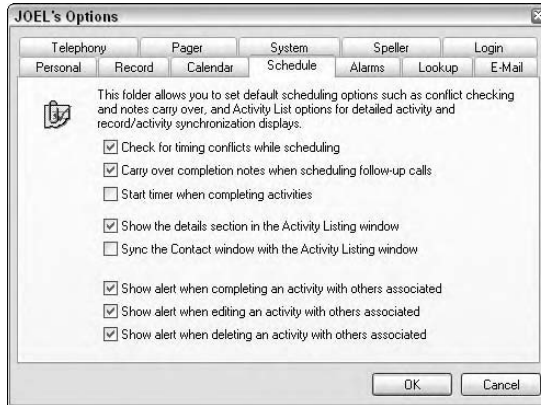 JOEL's Options
Telephony Pager System Speller Login
Personal Record Calendar Schedule Alarms Lookup E-Mail
This folder allows you to set default scheduling options such as conflict checking
and notes carry over, and Activity List options for detailed activity and
record/activity synchronization displays.
Check for timing conflicts while scheduling
Carry over completion notes when scheduling follow-up calls
Start timer when completing activities
Show the details section in the Activity Listing window
Sync the Contact window with the Activity Listing window
Show alert when completing an activity with others associated
Show alert when editing an activity with others associated
Show alert when deleting an activity with others associated
OK Cancel